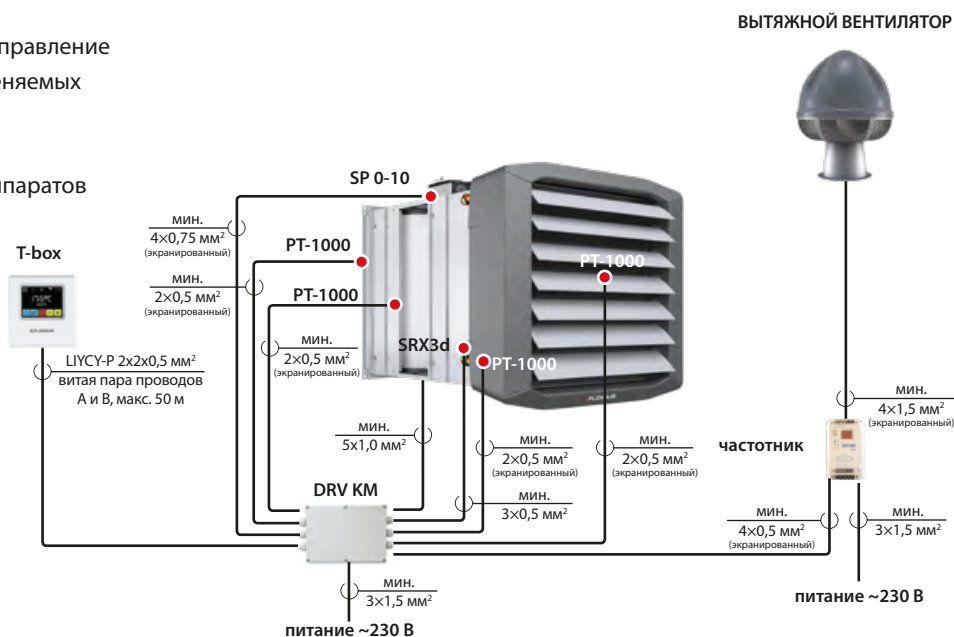 ВЫТЯЖНОЙ ВЕНТИЛЯТОР
правление
еняемых
паратов
SP 0-10
мин.
4×0,75 мм²
(экранированный)
T-box
PT-1000
PT-1000
мин.
2×0,5 мм²
(экранированный)
PT-1000
FLOWAIR
SRX3d
PT-1000
мин.
2×0,5 мм²
(экранированный)
LIYCY-P 2x2x0,5 мм²
витая пара проводов
А и В, макс. 50 м
FLOWAIR
мин.
4×1,5 мм²
(экранированный)
мин.
5x1,0 мм²
мин.
2×0,5 мм²
(экранированный)
мин.
2×0,5 мм²
(экранированный)
частотник
DRV KM
мин.
3×0,5 мм²
мин.
4×0,5 мм²
(экранированный)
мин.
3×1,5 мм²
мин.
3×1,5 мм²
питание ~230 В
питание ~230 В